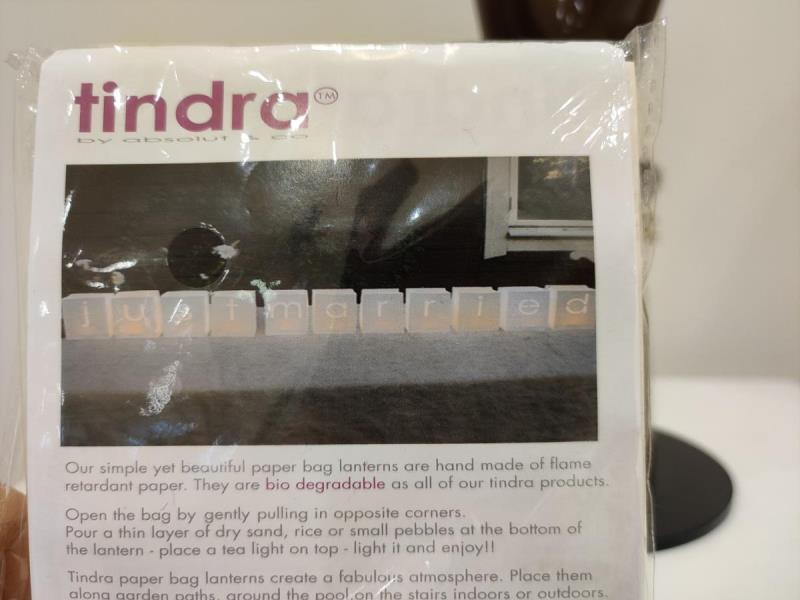 tindra™
by absolut & co
justmarried
Our simple yet beautiful paper bag lanterns are hand made of flame
retardant paper. They are bio degradable as all of our tindra products.
Open the bag by gently pulling in opposite corners.
Pour a thin layer of dry sand, rice or small pebbles at the bottom of
the lantern - place a tea light on top - light it and enjoy!!
Tindra paper bag lanterns create a fabulous atmosphere. Place them
along garden paths, around the pool,on the stairs indoors or outdoors.